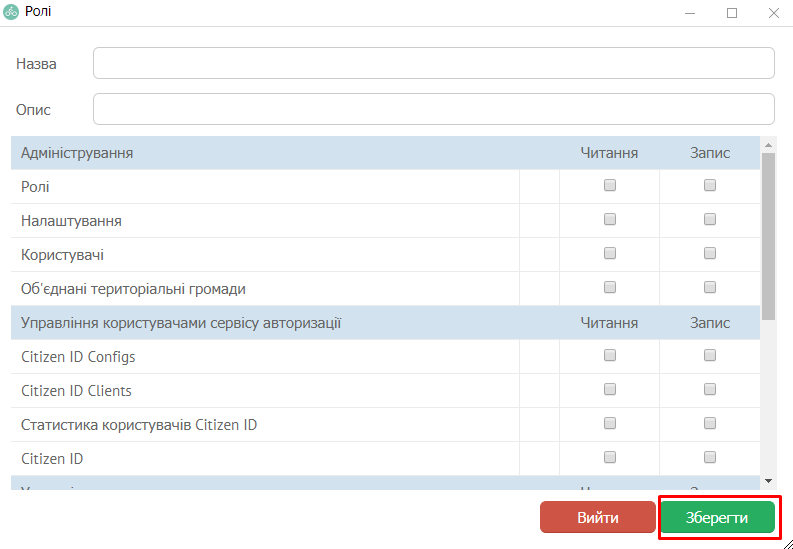 Ролі
Назва
Опис
Адміністрування Читання Запис
Ролі
Налаштування
Користувачі
Об'єднані територіальні громади
Управління користувачами сервісу авторизації Читання Запис
Citizen ID Configs
Citizen ID Clients
Статистика користувачів Citizen ID
Citizen ID
Вийти Зберегти